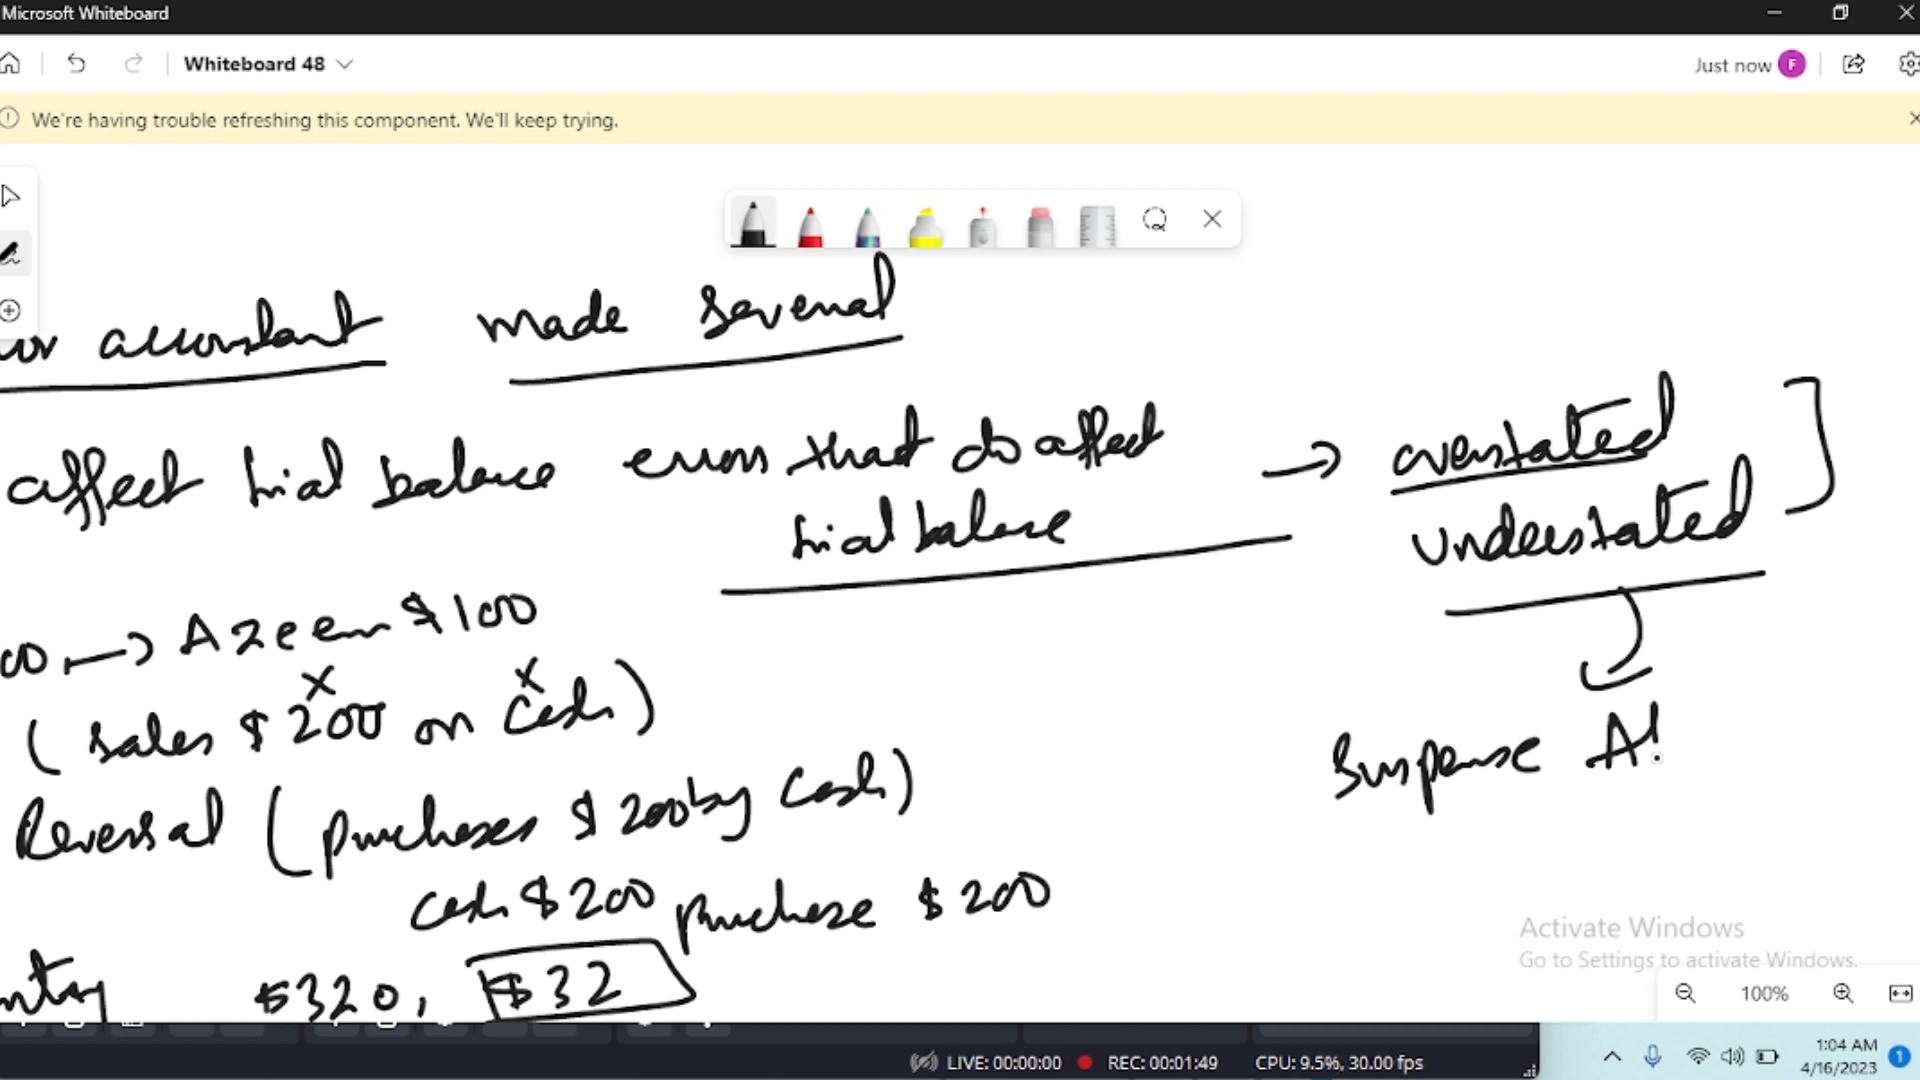 Microsoft Whiteboard
Whiteboard 48
Just now F
We're having trouble refreshing this component. We'll keep trying.
accountant made several
affect trial balance errors that do affect
trial balance
→ overstated
understated
00 → Azeem $100
(sales $200 on cash)
Reversal (purchases $200 by cash)
cash $200 purchase $200
$320, $32
Suspense A
Activate Windows
Go to Settings to activate Windows.
100%
LIVE: 00:00:00 REC: 00:01:49 CPU: 9.5%, 30.00 fps
1:04 AM
4/16/2023
1